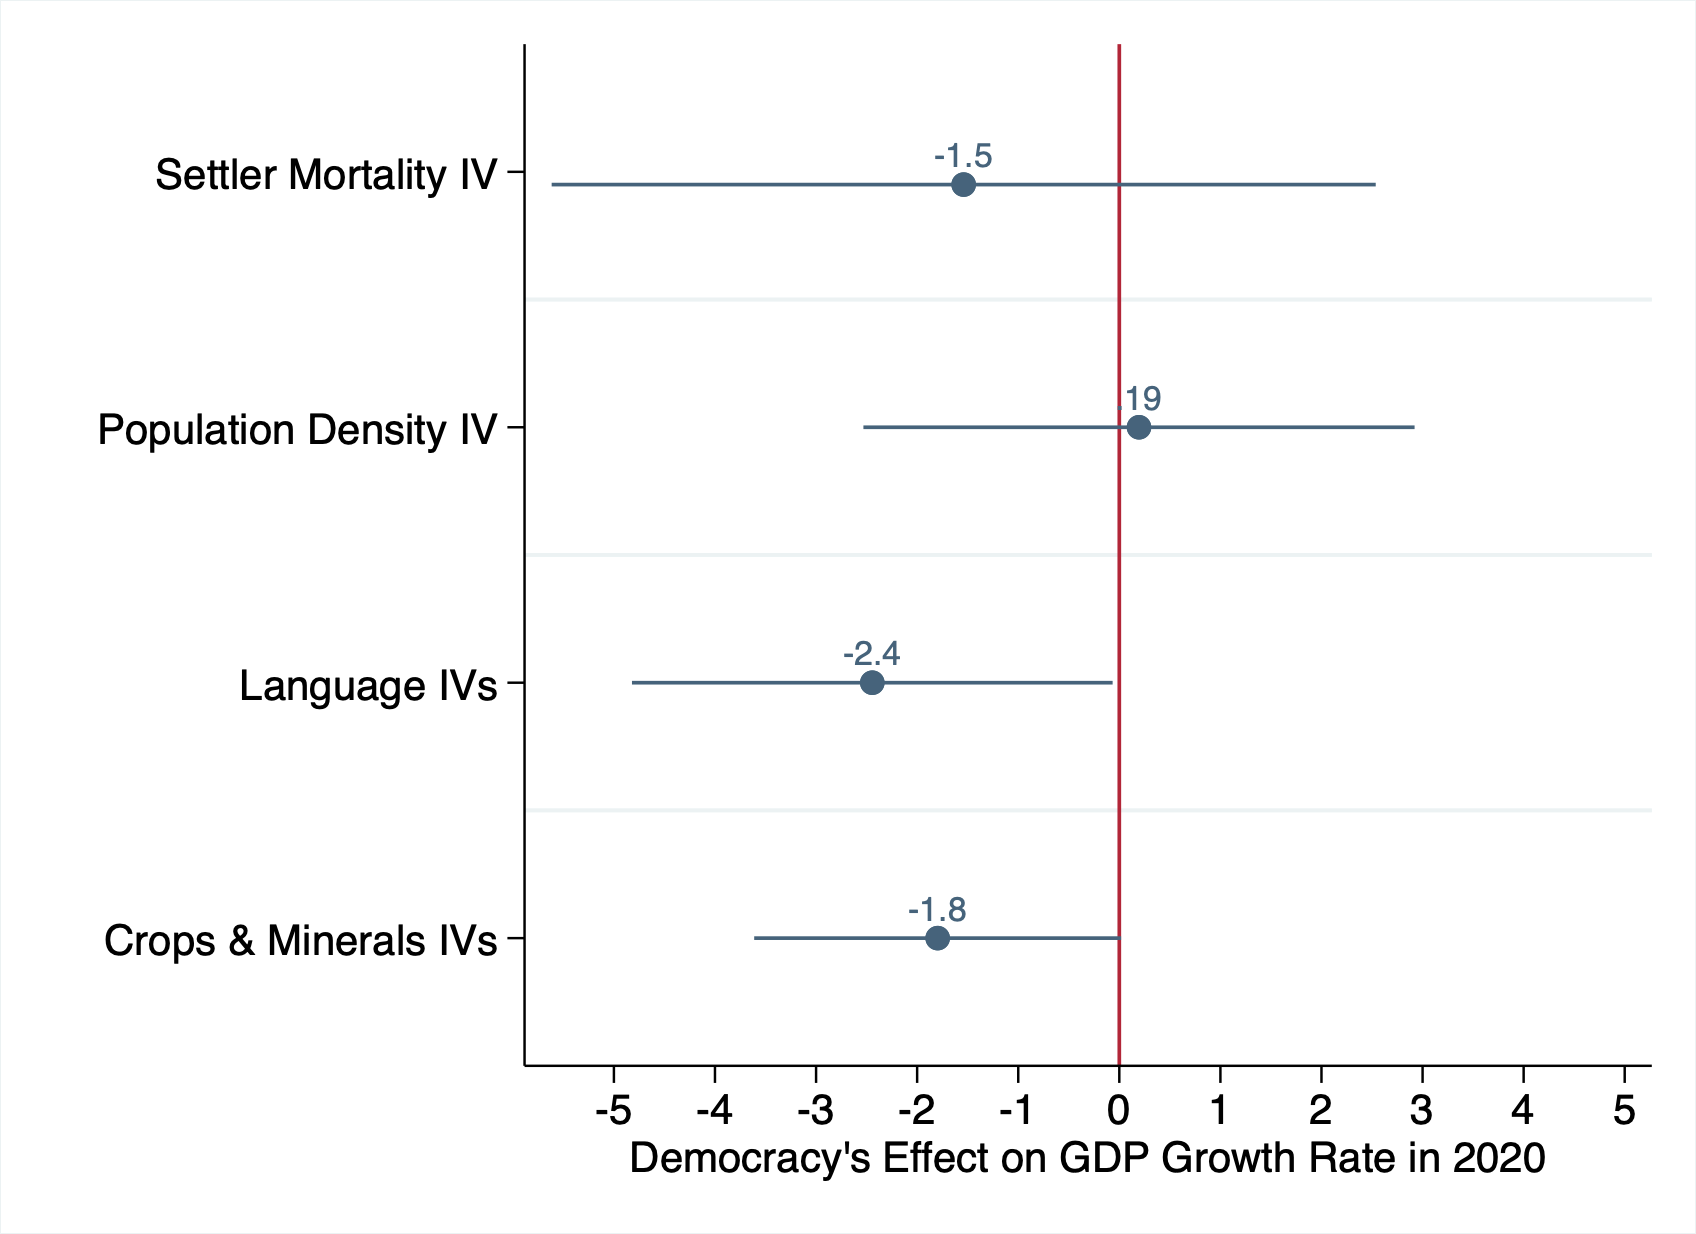 Settler Mortality IV
-1.5
Population Density IV
.19
Language IVs
-2.4
Crops & Minerals IVs
-1.8
-5 -4 -3 -2 -1 0 1 2 3 4 5
Democracy's Effect on GDP Growth Rate in 2020